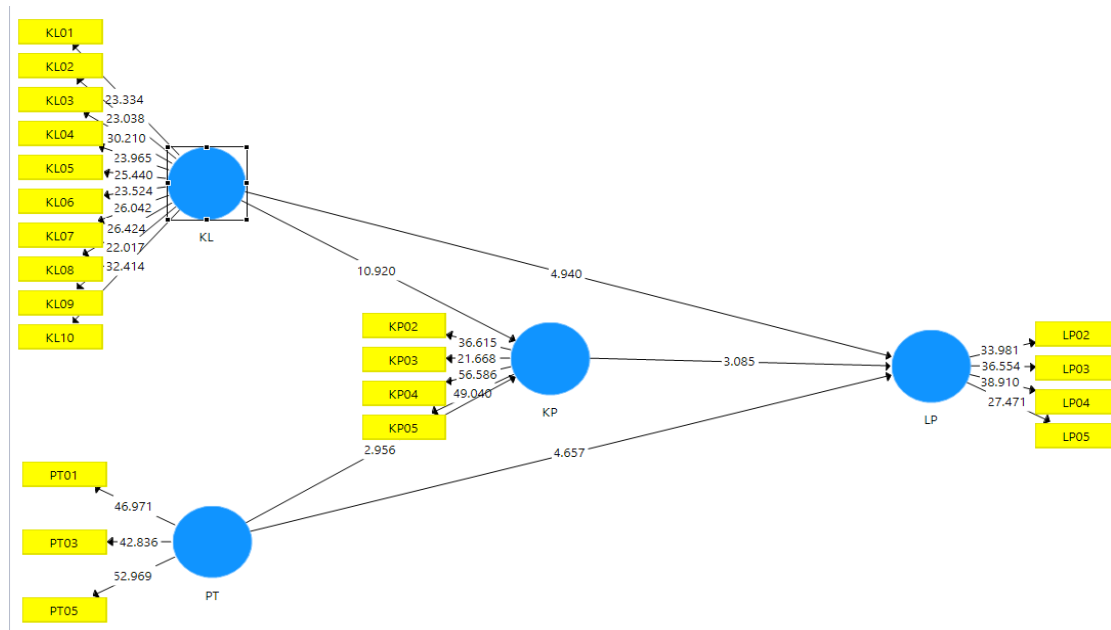 KL01
KL02
KL03
KL04
KL05
KL06
KL07
KL08
KL09
KL10
23.334
23.038
30.210
23.965
25.440
23.524
26.042
26.424
22.017
32.414
KL
10.920
4.940
KP02
KP03
KP04
KP05
36.615
21.668
56.586
49.040
KP
3.085
LP
33.981
36.554
38.910
27.471
LP02
LP03
LP04
LP05
2.956
4.657
PT01
PT03
PT05
46.971
42.836
52.969
PT